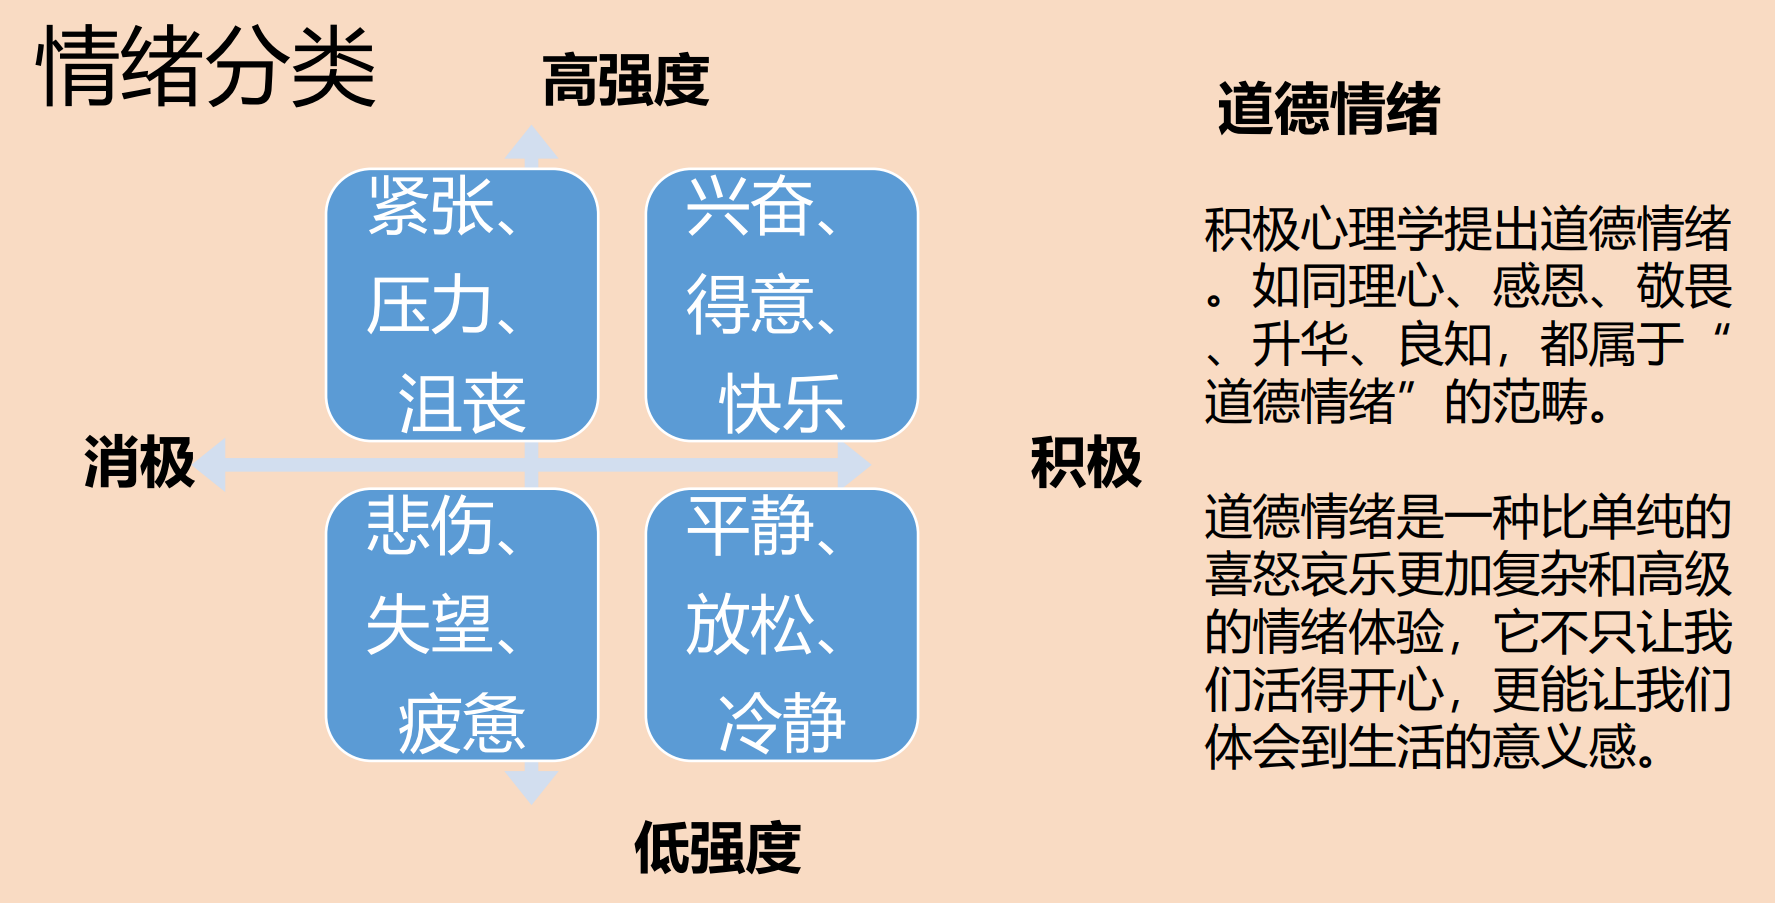 情绪分类
高强度
紧张、
压力、
沮丧
兴奋、
得意、
快乐
消极
积极
悲伤、
失望、
疲惫
平静、
放松、
冷静
低强度
道德情绪
积极心理学提出道德情绪
。如同理心、感恩、敬畏
、升华、良知，都属于“
道德情绪”的范畴。
道德情绪是一种比单纯的
喜怒哀乐更加复杂和高级
的情绪体验，它不只让我
们活得开心，更能让我们
体会到生活的意义感。